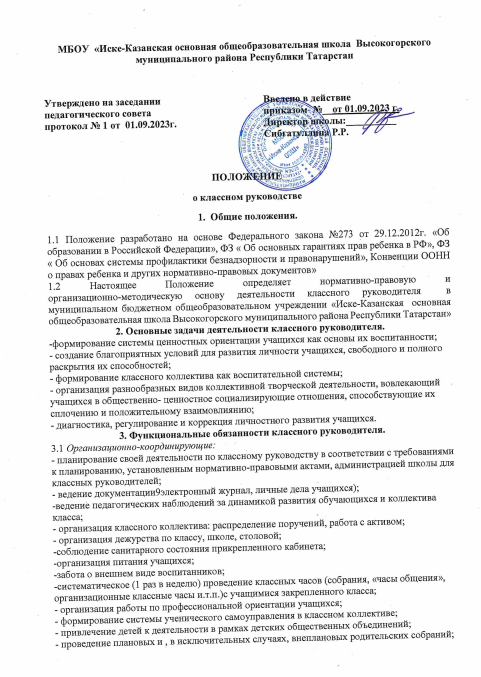 МБОУ «Иске-Казанская основная общеобразовательная школа Высокогорского
муниципального района Республики Татарстан
Утверждено на заседании
педагогического совета
протокол № 1 от 01.09.2023г.
Введено в действие
приказом № от 01.09.2023 г.
Директор школы:
Сибгатуллина Р.Р.
ПОЛОЖЕНИЕ
о классном руководстве
1. Общие положения.
1.1 Положение разработано на основе Федерального закона №273 от 29.12.2012г. «Об
образовании в Российской Федерации», ФЗ « Об основных гарантиях прав ребенка в РФ», ФЗ
« Об основах системы профилактики безнадзорности и правонарушений», Конвенции ООНН
о правах ребенка и других нормативно-правовых документов»
1.2 Настоящее Положение определяет нормативно-правовую и
организационно-методическую основу деятельности классного руководителя в
муниципальном бюджетном общеобразовательном учреждении «Иске-Казанская основная
общеобразовательная школа Высокогорского муниципального района Республики Татарстан»
2. Основные задачи деятельности классного руководителя.
-формирование системы ценностных ориентации учащихся как основы их воспитанности;
- создание благоприятных условий для развития личности учащихся, свободного и полного
раскрытия их способностей;
- формирование классного коллектива как воспитательной системы;
- организация разнообразных видов коллективной творческой деятельности, вовлекающий
учащихся в общественно- ценностное социализирующие отношения, способствующие их
сплочению и положительному взаимовлиянию;
- диагностика, регулирование и коррекция личностного развития учащихся.
3. Функциональные обязанности классного руководителя.
3.1 Организационно-координирующие:
- планирование своей деятельности по классному руководству в соответствии с требованиями
к планированию, установленным нормативно-правовыми актами, администрацией школы для
классных руководителей;
- ведение документации9электронный журнал, личные дела учащихся);
-ведение педагогических наблюдений за динамикой развития обучающихся и коллектива
класса;
- организация классного коллектива: распределение поручений, работа с активом;
- организация дежурства по классу, школе, столовой;
-соблюдение санитарного состояния прикрепленного кабинета;
-организация питания учащихся;
-забота о внешнем виде воспитанников;
-систематическое (1 раз в неделю) проведение классных часов (собрания, «часы общения»,
организационные классные часы и.т.п.)с учащимися закрепленного класса;
- организация работы по профессиональной ориентации учащихся;
- формирование системы ученического самоуправления в классном коллективе;
- привлечение детей к деятельности в рамках детских общественных объединений;
- проведение плановых и , в исключительных случаях, внеплановых родительских собраний;